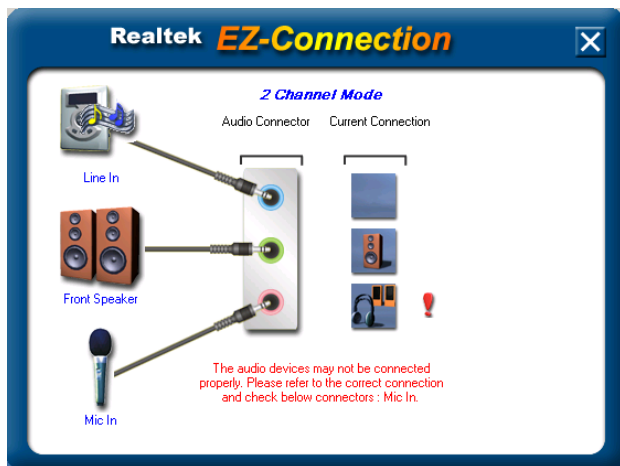 Realtek EZ-Connection
2 Channel Mode
Audio Connector Current Connection
Line In
Front Speaker
Mic In
The audio devices may not be connected
properly. Please refer to the correct connection
and check below connectors : Mic In.